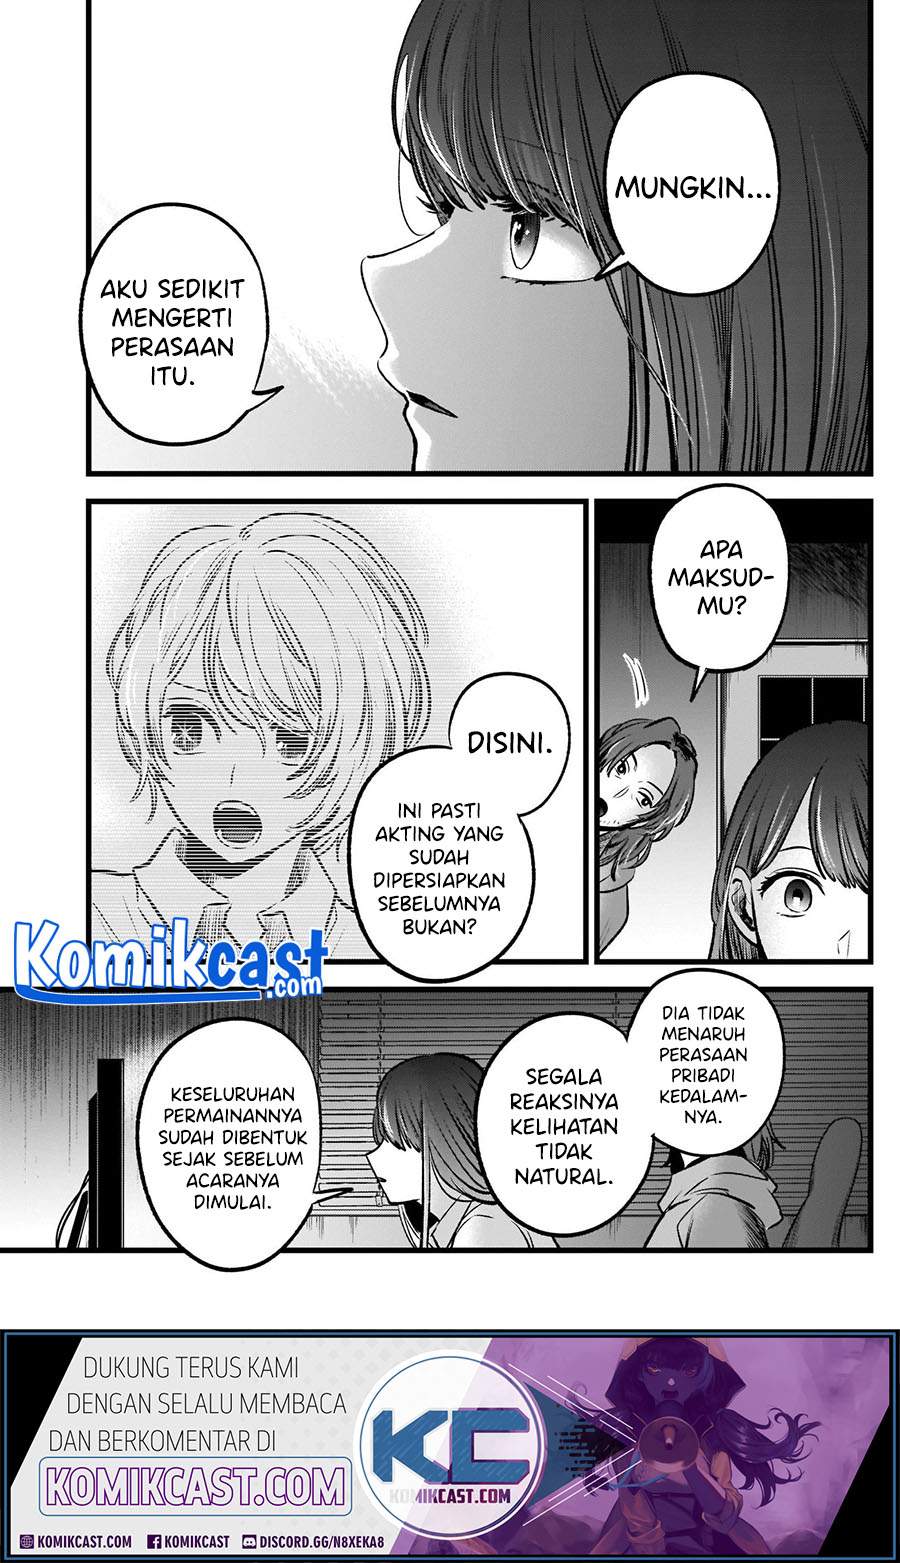 MUNGKIN...
AKU SEDIKIT
MENGERTI
PERASAAN
ITU.
APA
MAKSUD-
MU?
DISINI.
INI PASTI
AKTING YANG
SUDAH
DIPERSIAPKAN
SEBELUMNYA
BUKAN?
DIA TIDAK
MENARUH
PERASAAN
PRIBADI
KEDALAM-
NYA.
SEGALA
REAKSINYA
KELIHATAN
TIDAK
NATURAL.
KESELURUHAN
PERMAINANNYA
SUDAH DIBENTUK
SEJAK SEBELUM
ACARANYA
DIMULAI.
Komikcast
.com
DUKUNG TERUS KAMI
DENGAN SELALU MEMBACA
DAN BERKOMENTAR DI
KOMIKCAST.COM
KC
KOMIKCAST.COM
KOMIKCAST.COM
KOMIKCAST
DISCORD.GG/N8XEKA8